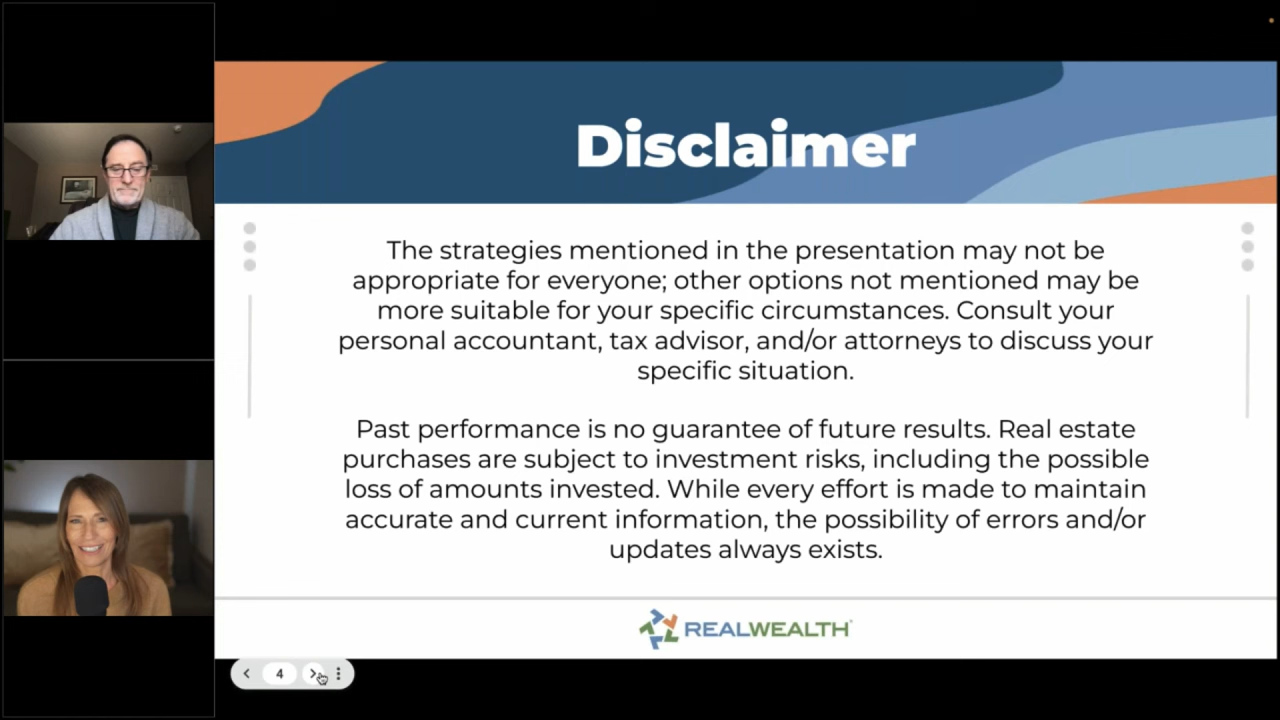 Disclaimer
The strategies mentioned in the presentation may not be
appropriate for everyone; other options not mentioned may be
more suitable for your specific circumstances. Consult your
personal accountant, tax advisor, and/or attorneys to discuss your
specific situation.
Past performance is no guarantee of future results. Real estate
purchases are subject to investment risks, including the possible
loss of amounts invested. While every effort is made to maintain
accurate and current information, the possibility of errors and/or
updates always exists.
REALWEALTH
4